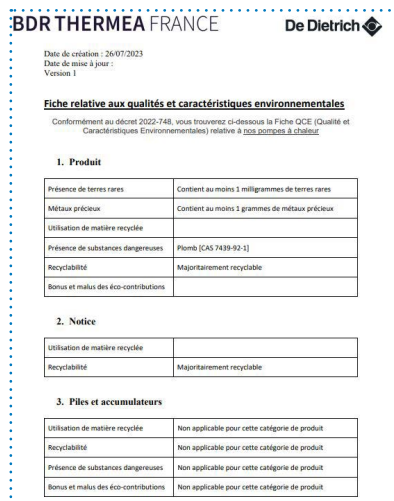 BDR THERMEA FRANCE
De Dietrich
Date de création : 26/07/2023
Date de mise à jour :
Version 1
Fiche relative aux qualités et caractéristiques environnementales
Conformément au décret 2022-748, vous trouverez ci-dessous la Fiche QCE (Qualité et
Caractéristiques Environnementales) relative à nos pompes à chaleur
1. Produit
Présence de terres rares Contient au moins 1 milligrammes de terres rares
Métaux précieux Contient au moins 1 grammes de métaux précieux
Utilisation de matière recyclée
Présence de substances dangereuses Plomb [CAS 7439-92-1]
Recyclabilité Majoritairement recyclable
Bonus et malus des éco-contributions
2. Notice
Utilisation de matière recyclée
Recyclabilité Majoritairement recyclable
3. Piles et accumulateurs
Utilisation de matière recyclée Non applicable pour cette catégorie de produit
Recyclabilité Non applicable pour cette catégorie de produit
Présence de substances dangereuses Non applicable pour cette catégorie de produit
Bonus et malus des éco-contributions Non applicable pour cette catégorie de produit